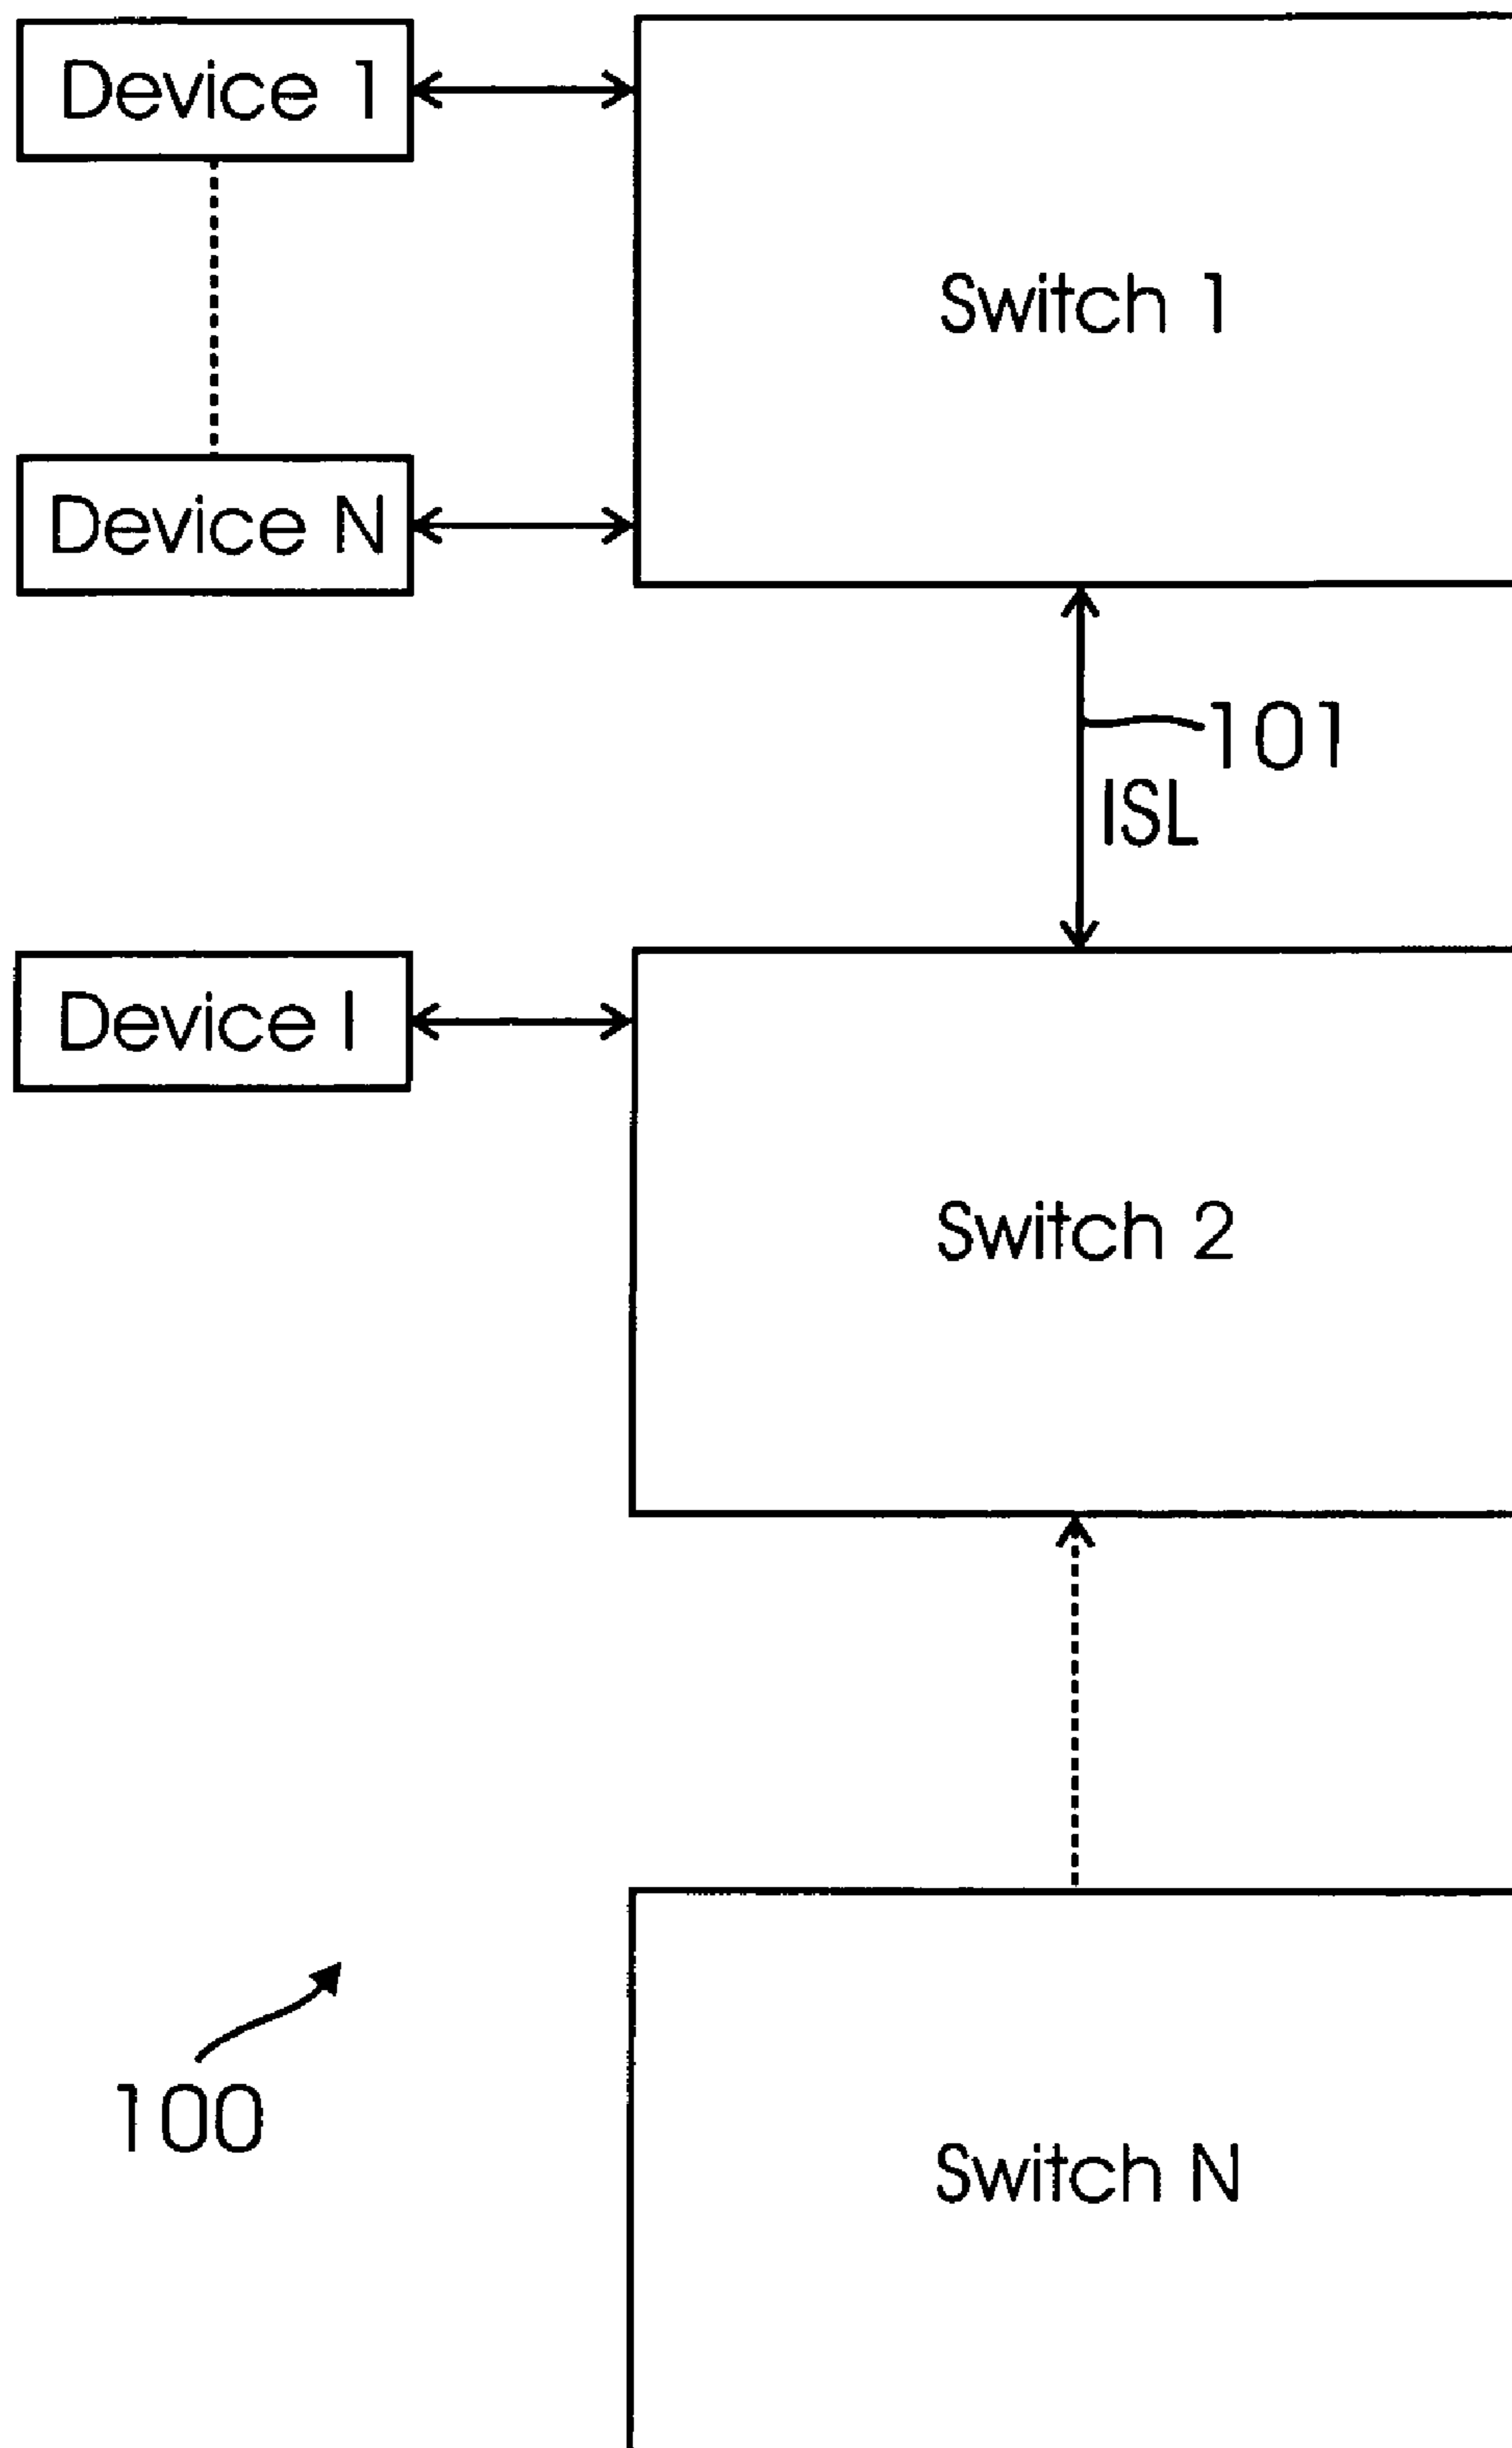 Device 1
Switch 1
Device N
101
ISL
Device I
Switch 2
100
Switch N